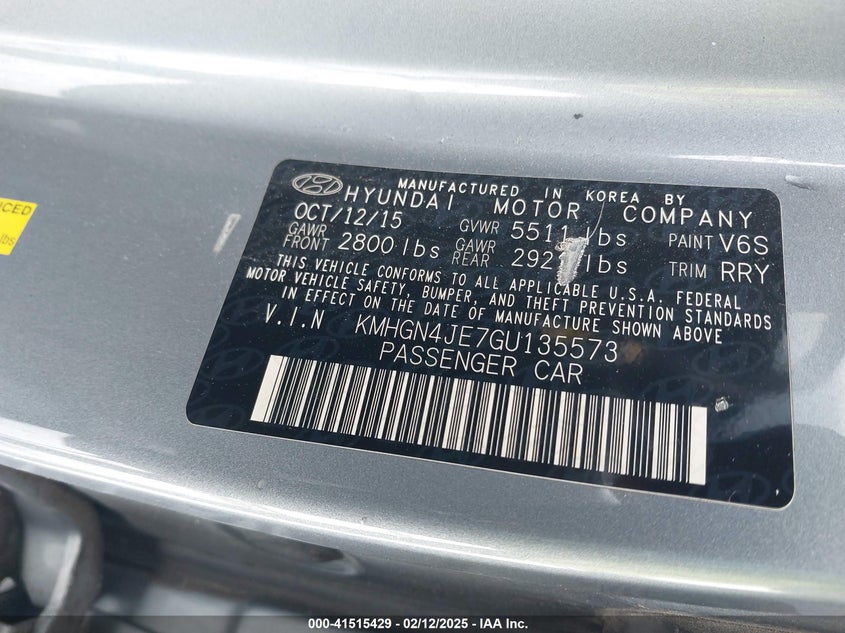 NCED
lbs
MANUFACTURED IN KOREA BY
HYUNDAI MOTOR COMPANY
OCT/12/15 GVWR 5511 lbs PAINT V6S
GAWR FRONT 2800 lbs GAWR REAR lbs TRIM RRY
THIS VEHICLE CONFORMS TO ALL APPLICABLE U.S.A. FEDERAL
MOTOR VEHICLE SAFETY, BUMPER, AND THEFT PREVENTION STANDARDS
IN EFFECT ON THE DATE OF MANUFACTURE SHOWN ABOVE
V.I.N KMHGN4JE7GU135573
PASSENGER CAR
000-41515429 - 02/12/2025 - IAA Inc.